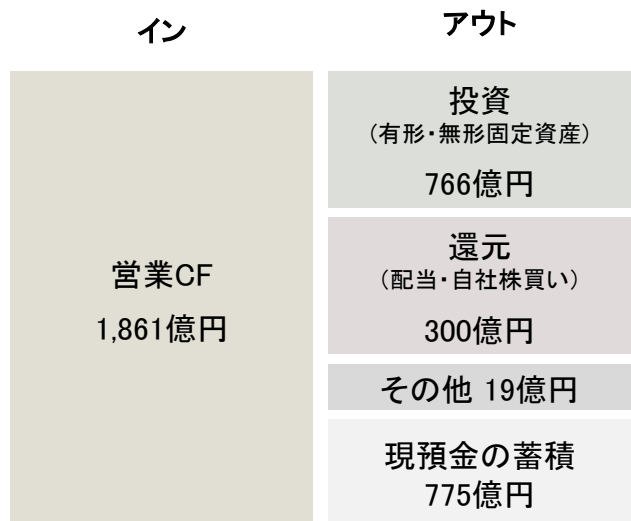 イン
アウト
営業CF
1,861億円
投資
（有形・無形固定資産）
766億円
還元
（配当・自社株買い）
300億円
その他 19億円
現預金の蓄積
775億円